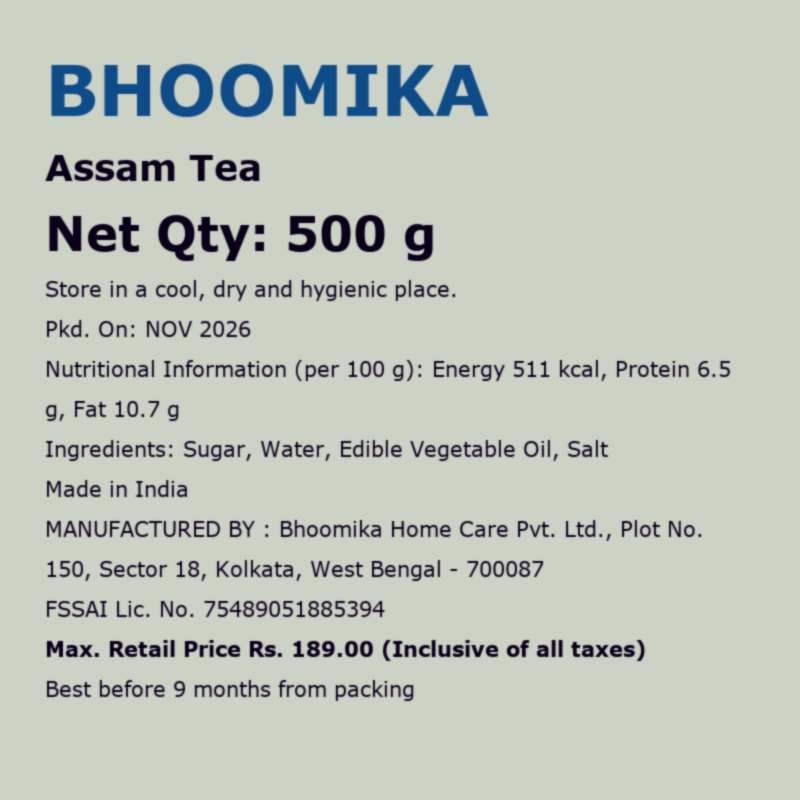 BHOOMIKA
Assam Tea
Net Qty: 500 g
Store in a cool, dry and hygienic place.
Pkd. On: NOV 2026
Nutritional Information (per 100 g): Energy 511 kcal, Protein 6.5
g, Fat 10.7 g
Ingredients: Sugar, Water, Edible Vegetable Oil, Salt
Made in India
MANUFACTURED BY : Bhoomika Home Care Pvt. Ltd., Plot No.
150, Sector 18, Kolkata, West Bengal - 700087
FSSAI Lic. No. 75489051885394
Max. Retail Price Rs. 189.00 (Inclusive of all taxes)
Best before 9 months from packing